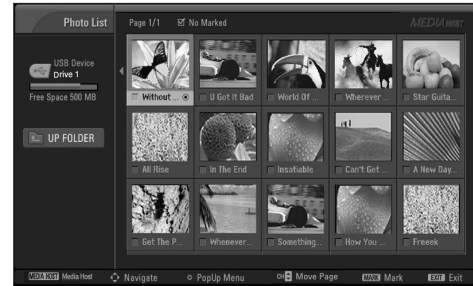 Photo List
Page 1/1 No Marked
MEDIA HOST
USB Device
Drive 1
Free Space 500 MB
UP FOLDER
Without ...
U Got It Bad
World Of ...
Wherever ...
Star Guita...
All Rise
In The End
Insatiable
Can't Get ...
A New Day...
Get The P...
Whenever...
Something...
How You ...
Freeek
MEDIA HOST Media Host Navigate PopUp Menu Move Page MARK Mark EXIT Exit